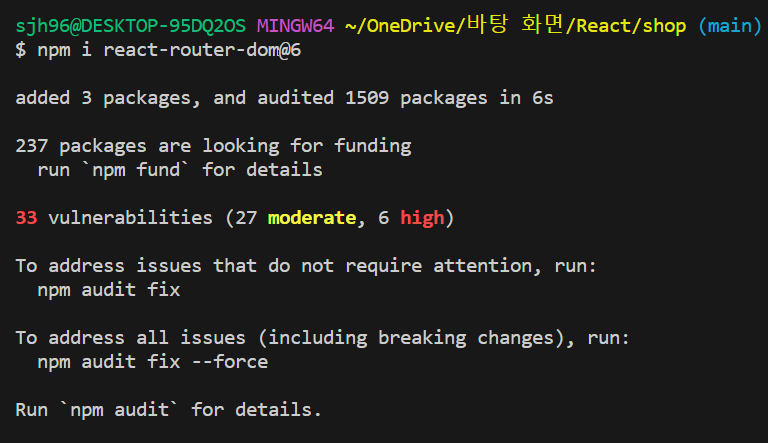 sjh96@DESKTOP-95DQ2OS MINGW64 ~/OneDrive/바탕 화면/React/shop (main)
$ npm i react-router-dom@6
added 3 packages, and audited 1509 packages in 6s
237 packages are looking for funding
  run `npm fund` for details
33 vulnerabilities (27 moderate, 6 high)
To address issues that do not require attention, run:
  npm audit fix
To address all issues (including breaking changes), run:
  npm audit fix --force
Run `npm audit` for details.